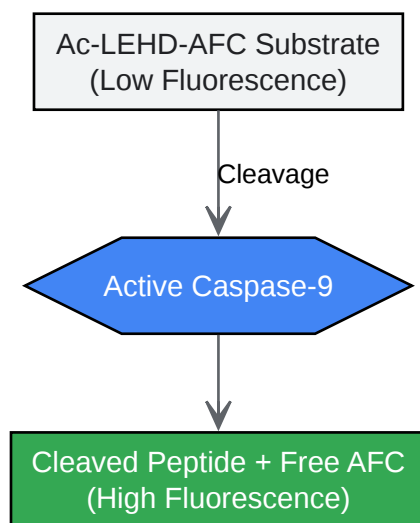 Ac-LEHD-AFC Substrate
(Low Fluorescence)
Cleavage
Active Caspase-9
Cleaved Peptide + Free AFC
(High Fluorescence)